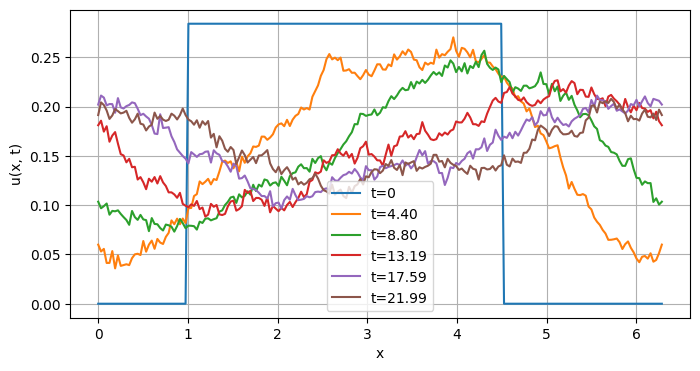 0.25
0.20
0.15
0.10
0.05
0.00
u(x, t)
t=0
t=4.40
t=8.80
t=13.19
t=17.59
t=21.99
0 1 2 3 4 5 6
x